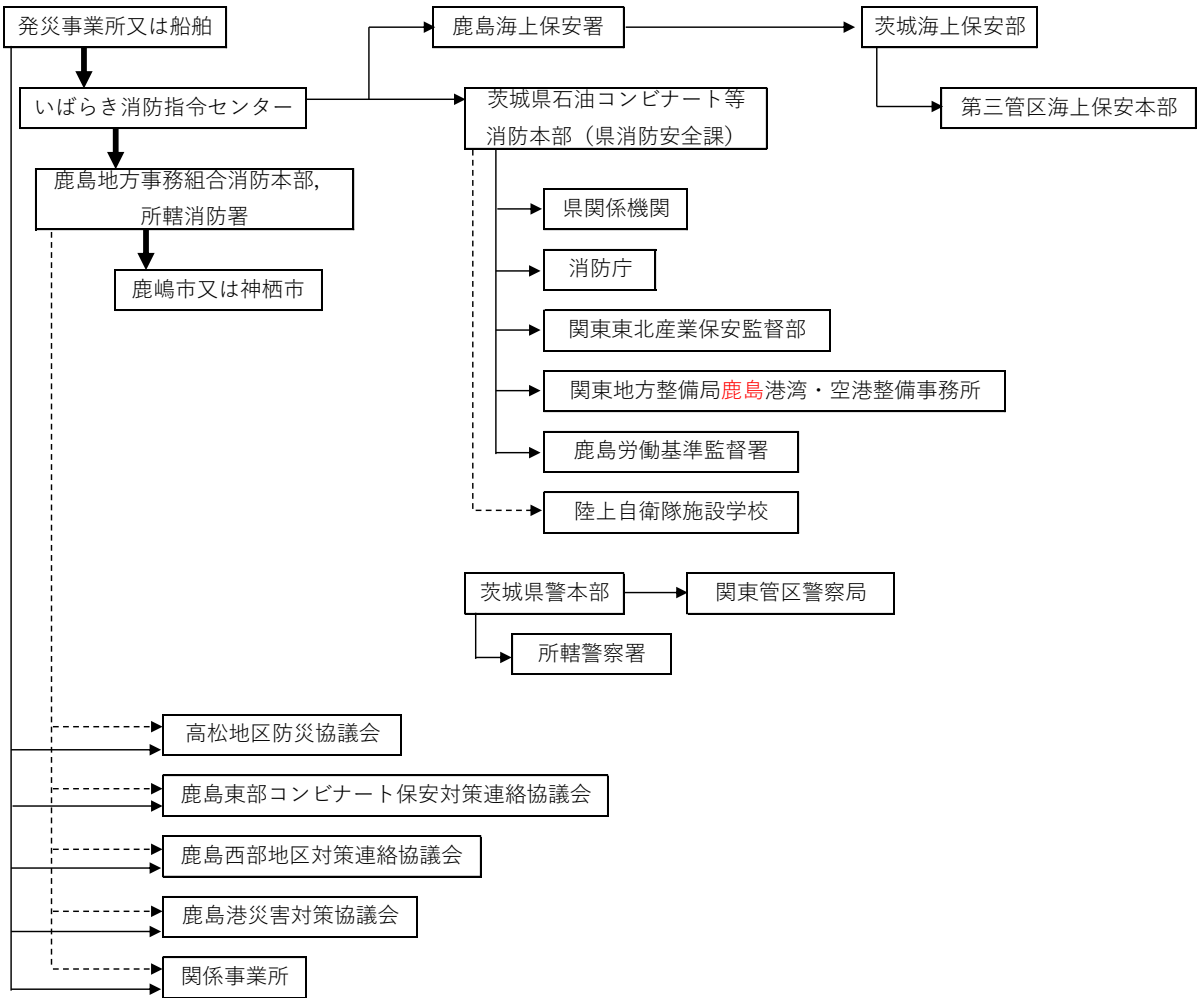 発災事業所又は船舶
鹿島海上保安署
茨城海上保安部
いばらき消防指令センター
茨城県石油コンビナート等
消防本部（県消防安全課）
第三管区海上保安本部
鹿島地方事務組合消防本部,
所轄消防署
県関係機関
消防庁
鹿嶋市又は神栖市
関東東北産業保安監督部
関東地方整備局鹿島港湾・空港整備事務所
鹿島労働基準監督署
陸上自衛隊施設学校
茨城県警本部
関東管区警察局
所轄警察署
高松地区防災協議会
鹿島東部コンビナート保安対策連絡協議会
鹿島西部地区対策連絡協議会
鹿島港災害対策協議会
関係事業所